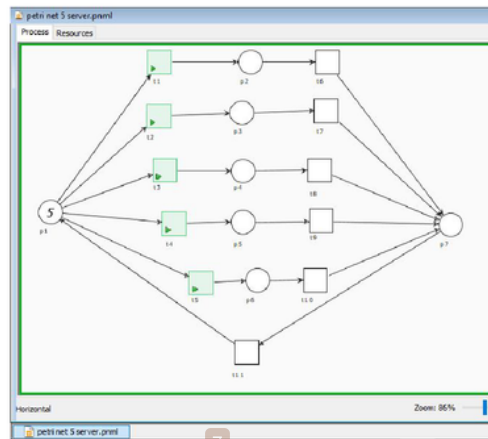 petri net 5 server.pnml
Process Resources
t1 p2 t6
t2 p3 t7
t3 p4 t8
5
p1
t4 p5 t9
p7
t5 p6 t10
t11
Horizontal Zoom: 86%
petri net 5 server.pnml